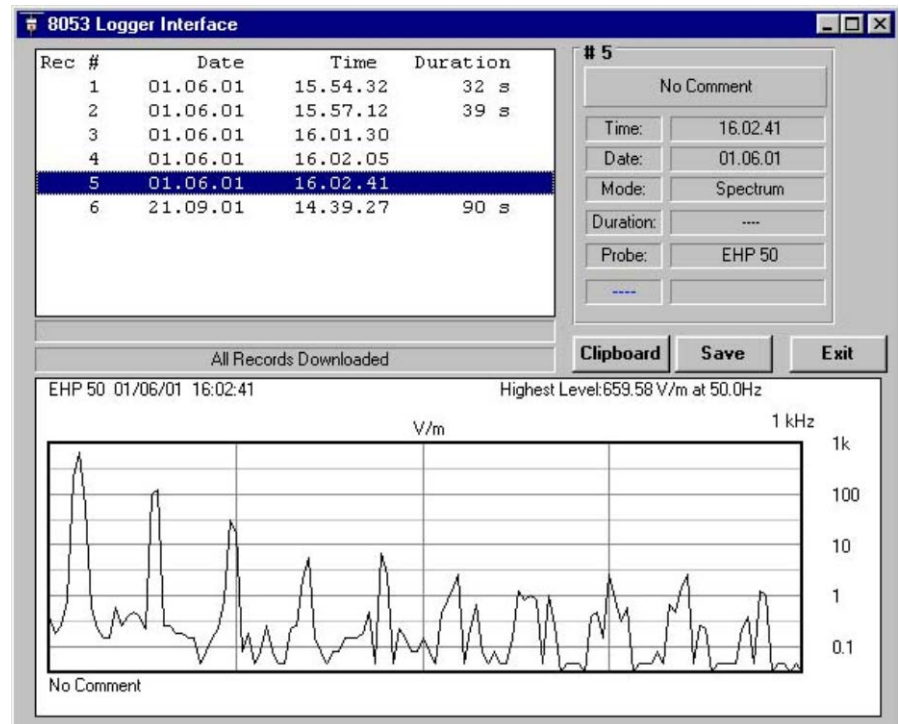 8053 Logger Interface
Rec # Date Time Duration
1 01.06.01 15.54.32 32 s
2 01.06.01 15.57.12 39 s
3 01.06.01 16.01.30
4 01.06.01 16.02.05
5 01.06.01 16.02.41
6 21.09.01 14.39.27 90 s
# 5
No Comment
Time: 16.02.41
Date: 01.06.01
Mode: Spectrum
Duration: ----
Probe: EHP 50
----
All Records Downloaded
Clipboard Save Exit
EHP 50 01/06/01 16:02:41 Highest Level:659.58 V/m at 50.0Hz
V/m 1 kHz
1k
100
10
1
0.1
No Comment